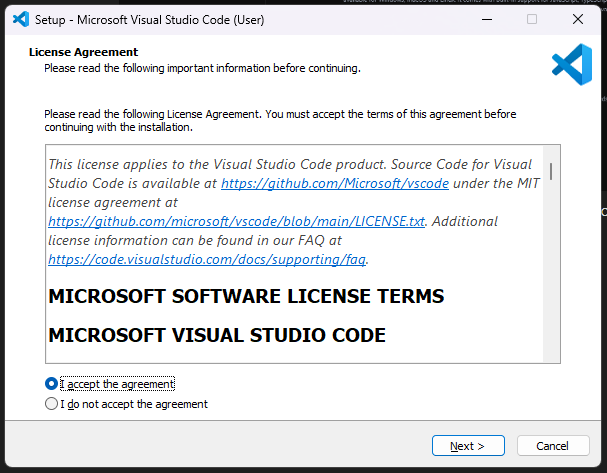 Setup - Microsoft Visual Studio Code (User)
License Agreement
Please read the following important information before continuing.
Please read the following License Agreement. You must accept the terms of this agreement before
continuing with the installation.
This license applies to the Visual Studio Code product. Source Code for Visual
Studio Code is available at https://github.com/Microsoft/vscode under the MIT
license agreement at
https://github.com/microsoft/vscode/blob/main/LICENSE.txt. Additional
license information can be found in our FAQ at
https://code.visualstudio.com/docs/supporting/faq.
MICROSOFT SOFTWARE LICENSE TERMS
MICROSOFT VISUAL STUDIO CODE
I accept the agreement
I do not accept the agreement
Next >
Cancel